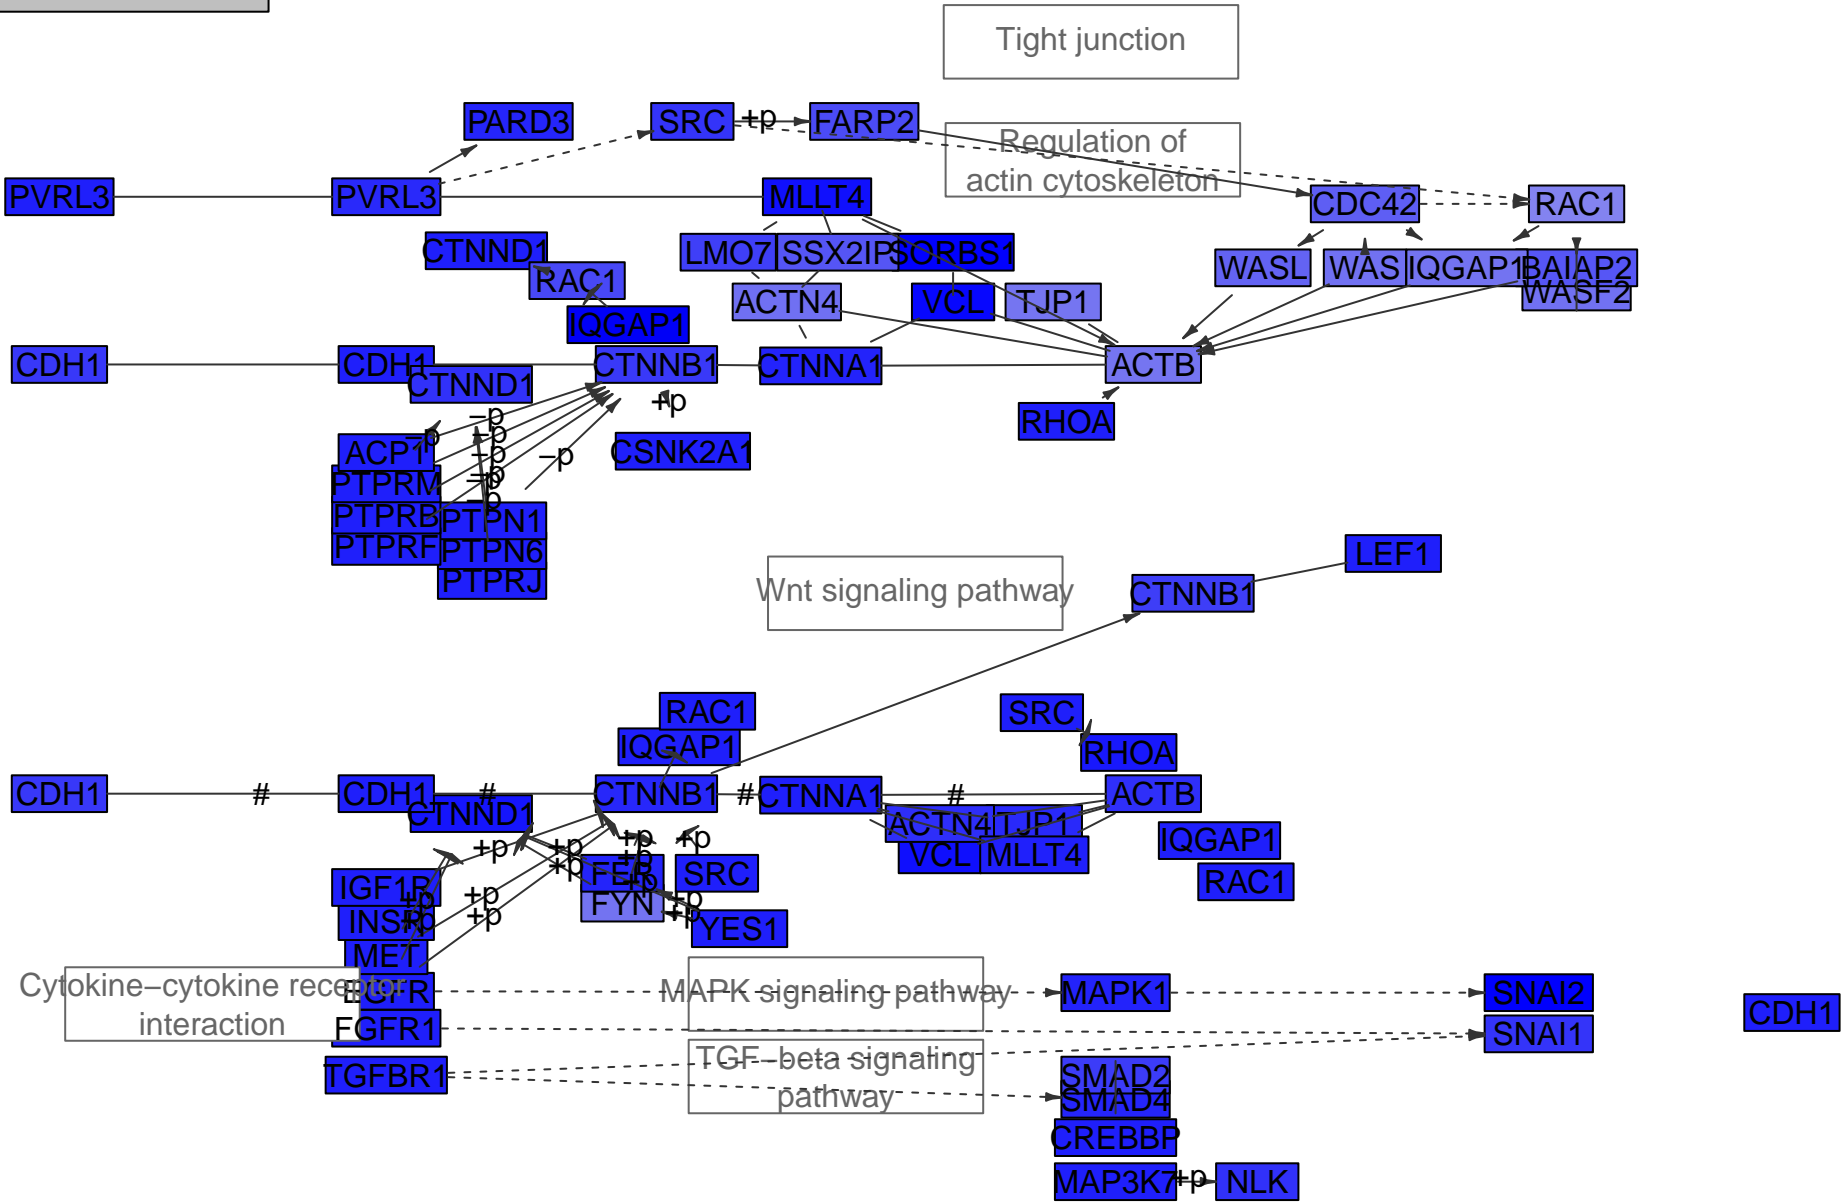 Tight junction
PARD3
SRC
+p
FARP2
Regulation of
actin cytoskeleton
PVRL3
PVRL3
MLLT4
CDC42
RAC1
CTNND1
LMO7
SSX2IP
SORBS1
RAC1
WASL
WAS
IQGAP1
BAIAP2
WASF2
ACTN4
VCL
TJP1
IQGAP1
CDH1
CDH1
CTNNB1
CTNNA1
ACTB
CTNND1
+p
RHOA
–p
–p
–p
–p
–p
ACP1
CSNK2A1
–p
PTPRM
–p
–p
PTPRB
PTPN1
PTPRF
PTPN6
PTPRJ
LEF1
Wnt signaling pathway
CTNNB1
RAC1
SRC
IQGAP1
RHOA
CDH1
#
CDH1
#
CTNNB1
#
CTNNA1
#
ACTB
CTNND1
ACTN4
TJP1
IQGAP1
+p
+p
+p
+p
VCL
MLLT4
+p
+p
FER
SRC
IGF1R
+p
RAC1
+p
+p
FYN
+p
INSR
+p
+p
+p
YES1
MET
Cytokine–cytokine receptor
interaction
EGFR
MAPK signaling pathway
MAPK1
SNAI2
CDH1
FGFR1
SNAI1
TGF–beta signaling
pathway
TGFBR1
SMAD2
SMAD4
CREBBP
MAP3K7
+p
NLK